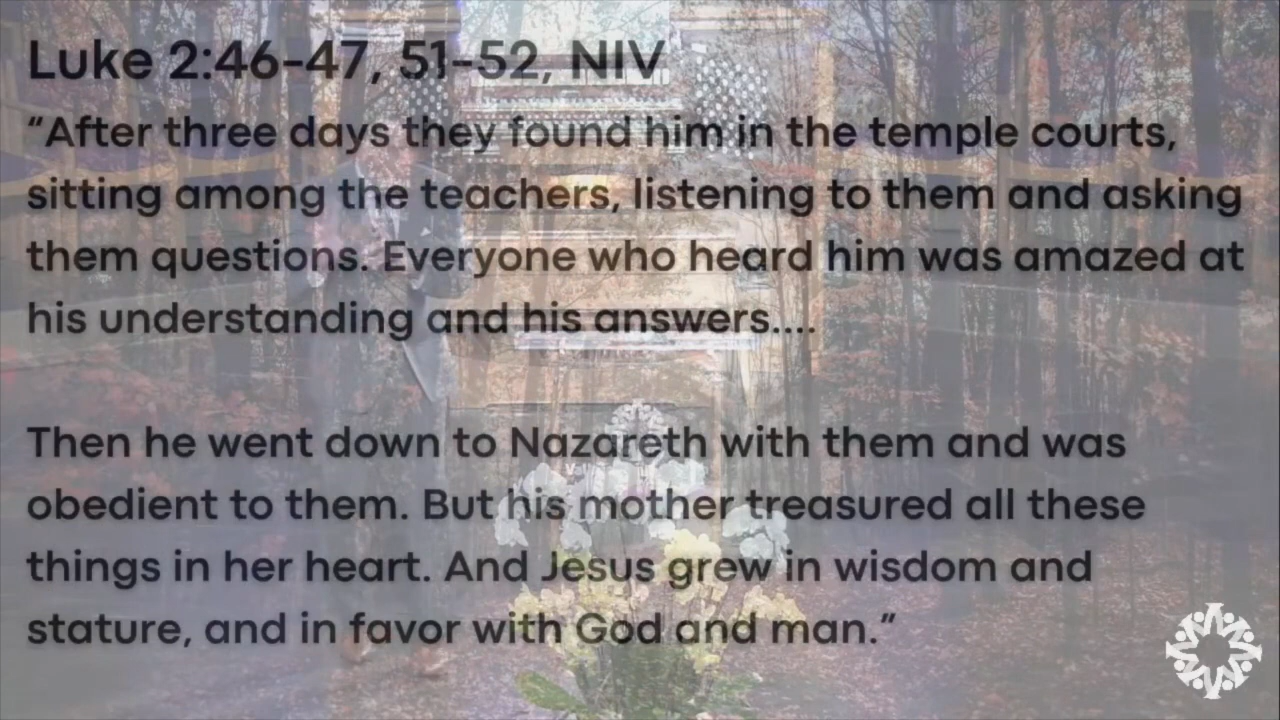 Luke 2:46-47, 51-52, NIV
“After three days they found him in the temple courts,
sitting among the teachers, listening to them and asking
them questions. Everyone who heard him was amazed at
his understanding and his answers....
Then he went down to Nazareth with them and was
obedient to them. But his mother treasured all these
things in her heart. And Jesus grew in wisdom and
stature, and in favor with God and man.”